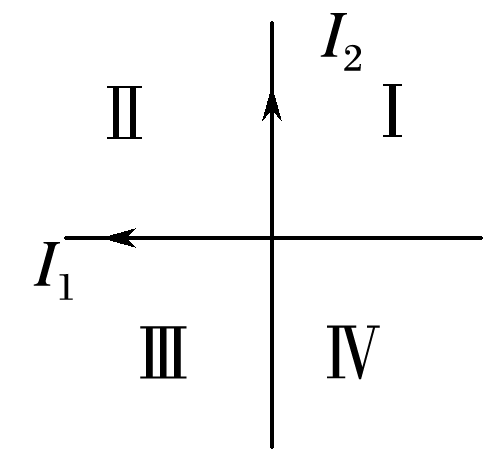 I₂
Ⅱ Ⅰ
I₁
Ⅲ Ⅳ